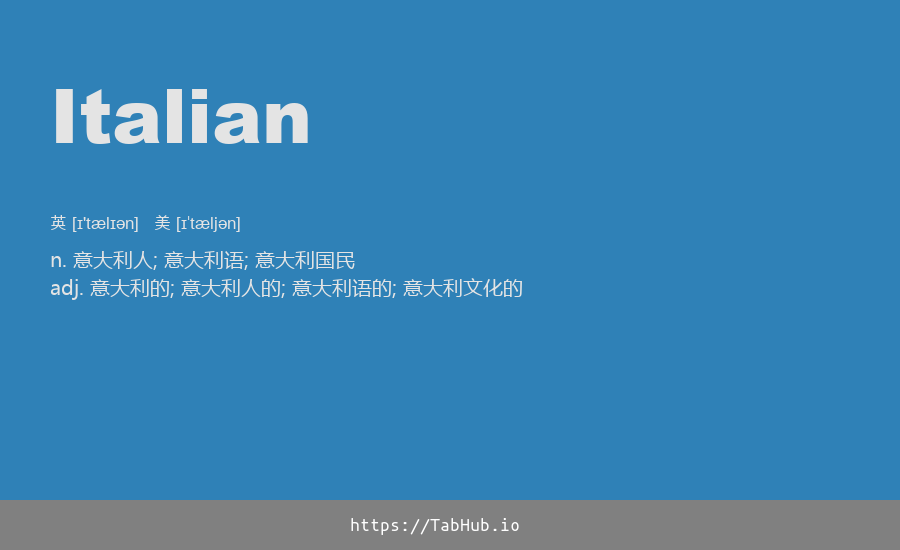 Italian
英 [ɪ'tælɪən] 美 [ɪˈtæljən]
n. 意大利人; 意大利语; 意大利国民
adj. 意大利的; 意大利人的; 意大利语的; 意大利文化的
https://TabHub.io